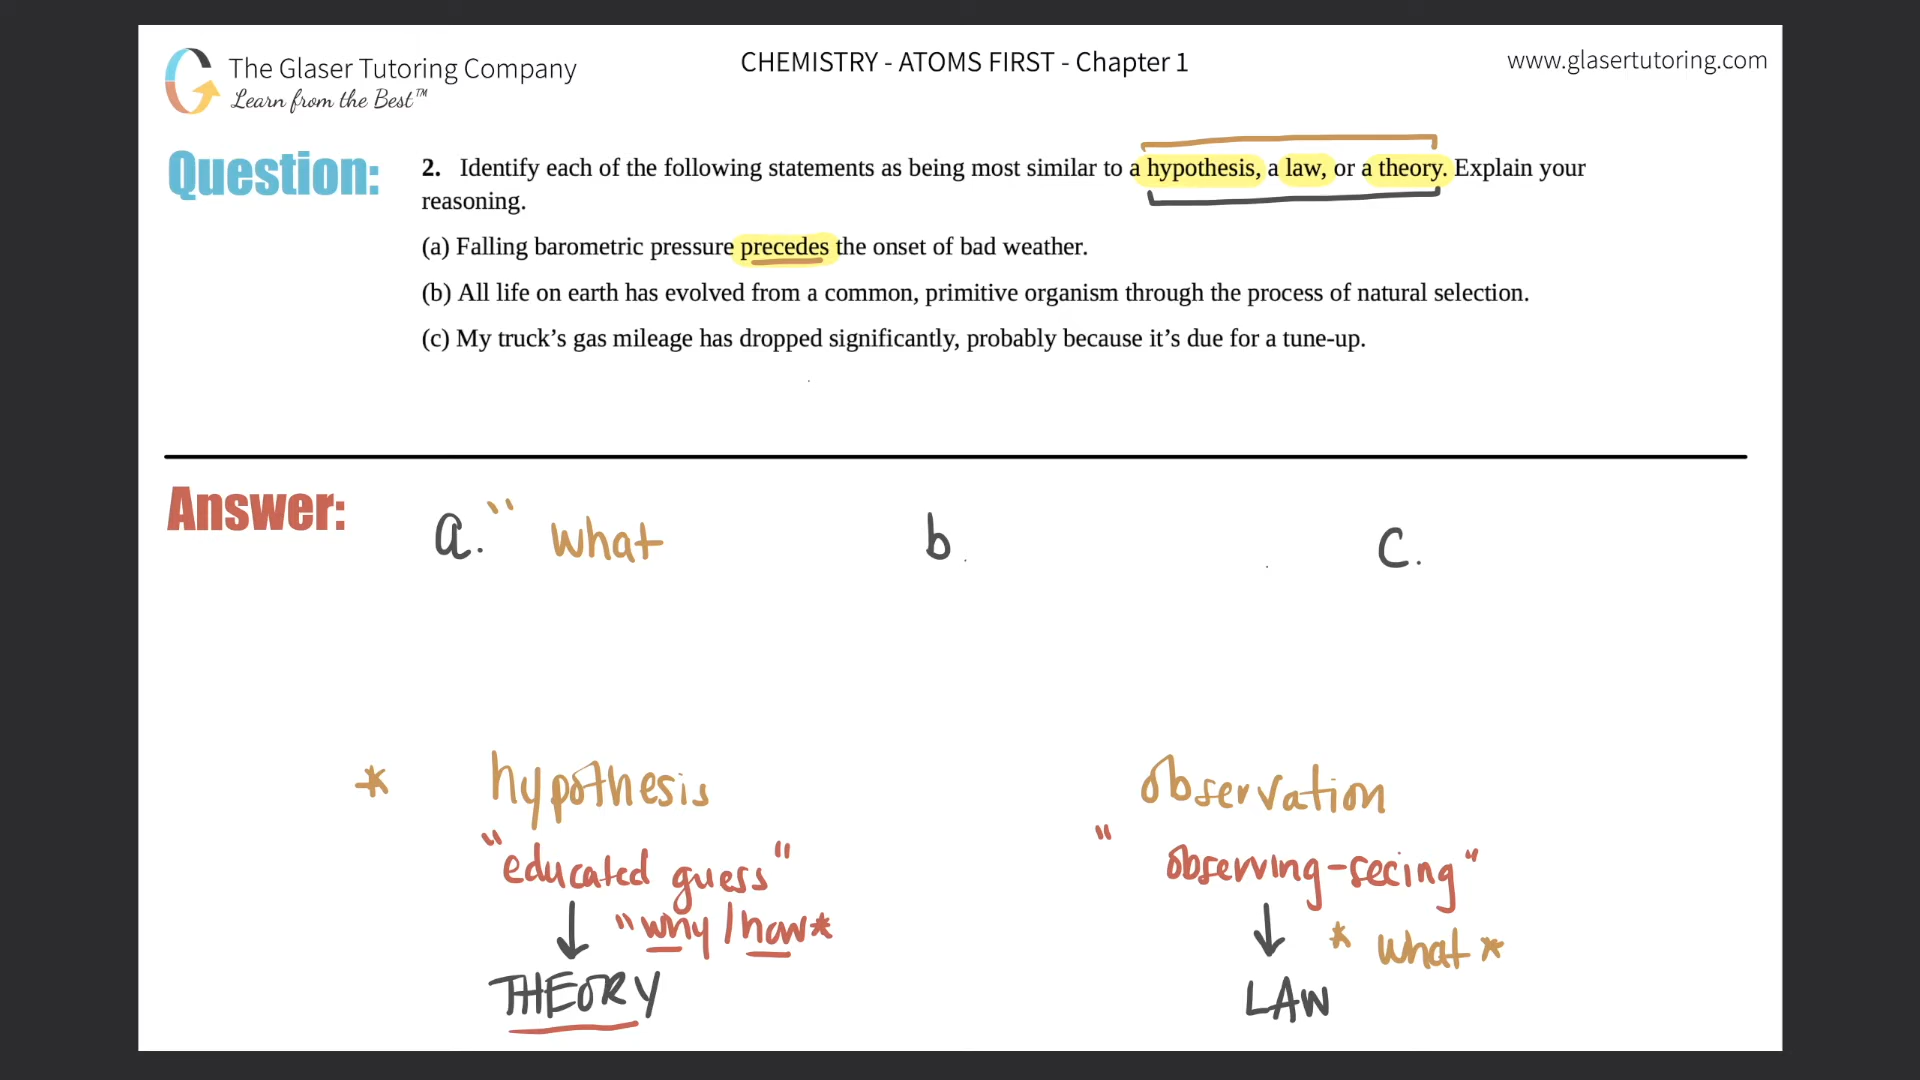 The Glaser Tutoring Company
Learn from the Best™
CHEMISTRY - ATOMS FIRST - Chapter 1
www.glasertutoring.com
Question:
2. Identify each of the following statements as being most similar to a hypothesis, a law, or a theory. Explain your
reasoning.
(a) Falling barometric pressure precedes the onset of bad weather.
(b) All life on earth has evolved from a common, primitive organism through the process of natural selection.
(c) My truck’s gas mileage has dropped significantly, probably because it’s due for a tune-up.
Answer:
a. " what
b.
c.
* hypothesis
observation
"educated guess"
" observing-seeing"
"why/how*
* what *
THEORY
LAW